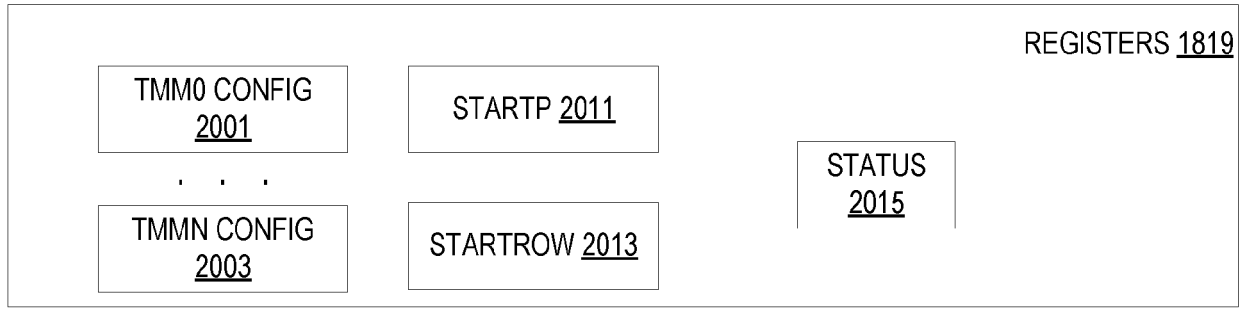 REGISTERS 1819
TMM0 CONFIG
2001
STARTP 2011
STATUS
2015
. . .
TMMN CONFIG
2003
STARTROW 2013